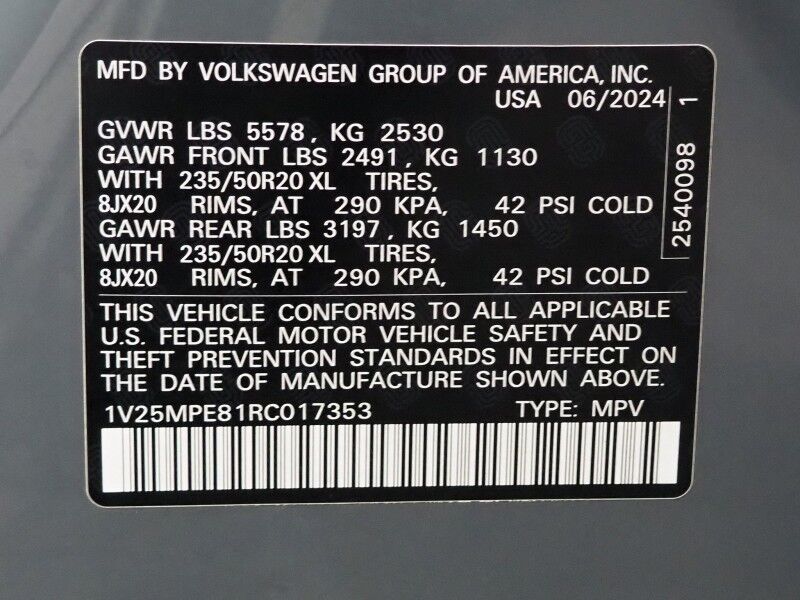 MFD BY VOLKSWAGEN GROUP OF AMERICA, INC.
USA 06/2024
GVWR LBS 5578, KG 2530
GAWR FRONT LBS 2491, KG 1130
WITH 235/50R20 XL TIRES,
8JX20 RIMS, AT 290 KPA, 42 PSI COLD
GAWR REAR LBS 3197, KG 1450
WITH 235/50R20 XL TIRES,
8JX20 RIMS, AT 290 KPA, 42 PSI COLD
2540098 1
THIS VEHICLE CONFORMS TO ALL APPLICABLE
U.S. FEDERAL MOTOR VEHICLE SAFETY AND
THEFT PREVENTION STANDARDS IN EFFECT ON
THE DATE OF MANUFACTURE SHOWN ABOVE.
1V25MPE81RC017353 TYPE: MPV